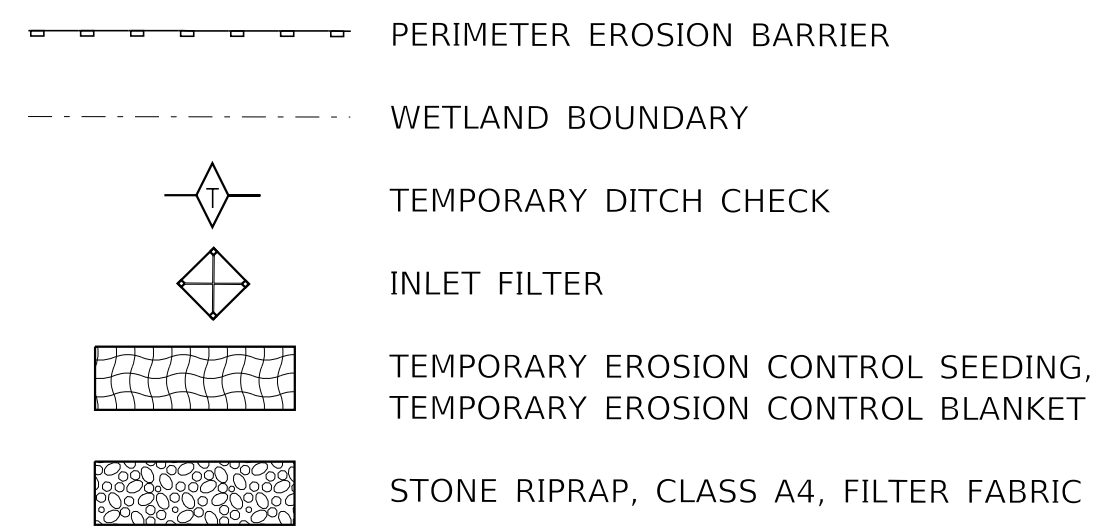 PERIMETER EROSION BARRIER
WETLAND BOUNDARY
T
TEMPORARY DITCH CHECK
INLET FILTER
TEMPORARY EROSION CONTROL SEEDING,
TEMPORARY EROSION CONTROL BLANKET
STONE RIPRAP, CLASS A4, FILTER FABRIC